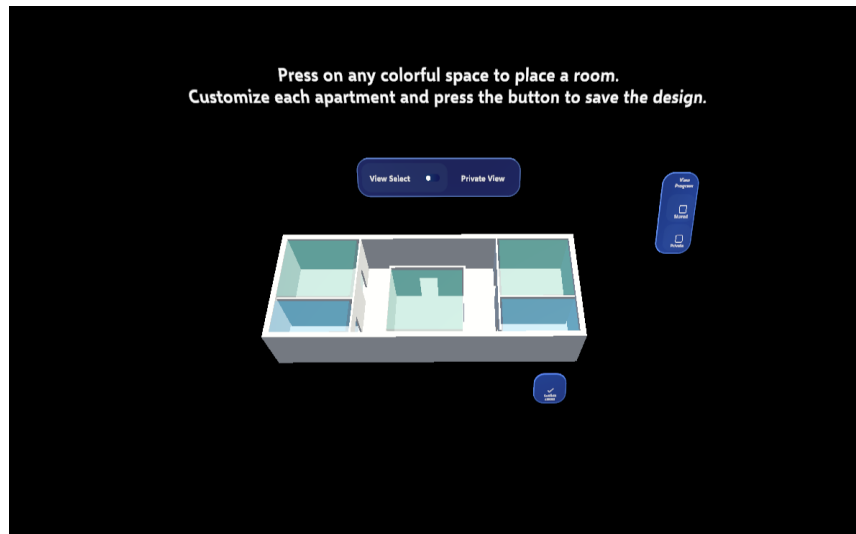 Press on any colorful space to place a room.
Customize each apartment and press the button to save the design.
View Select
Private View
View
Program
Stored
Private